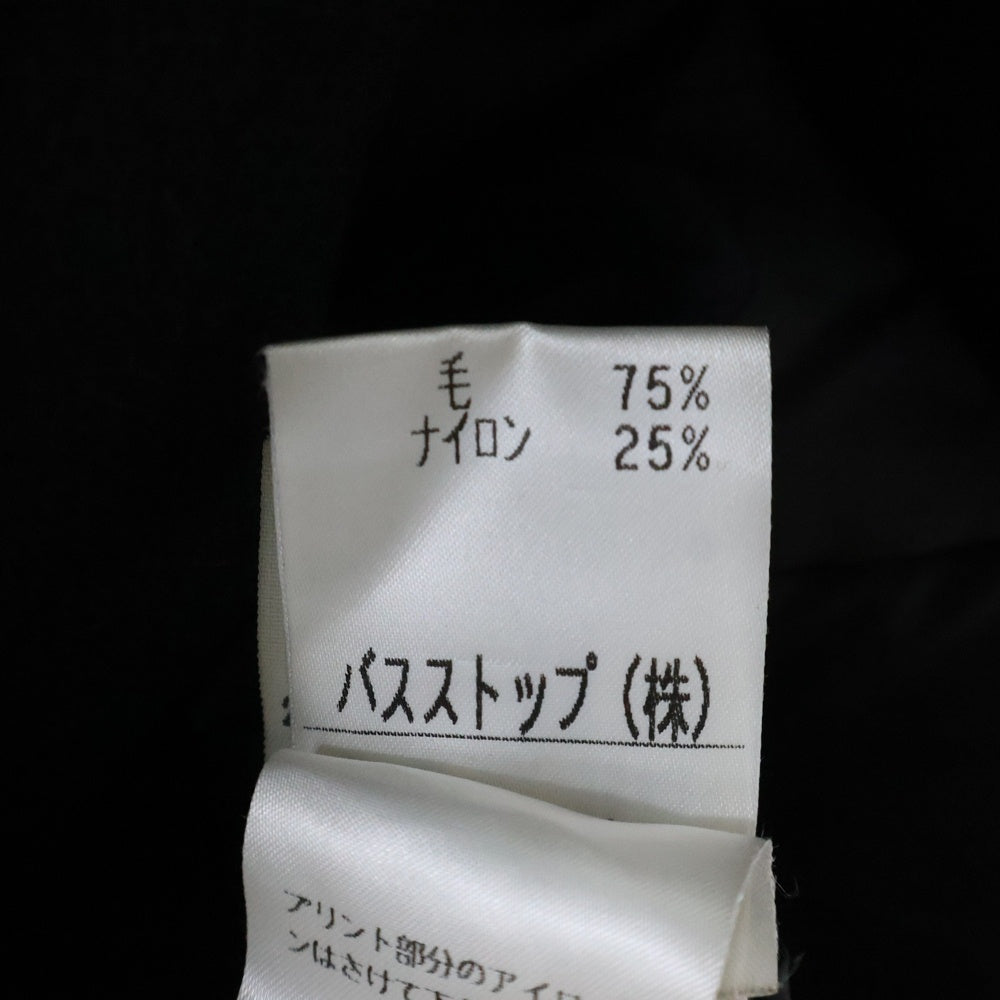 毛 75%
ナイロン 25%
バスストップ(株)
プリント部分のアイロ
ンはさけて下